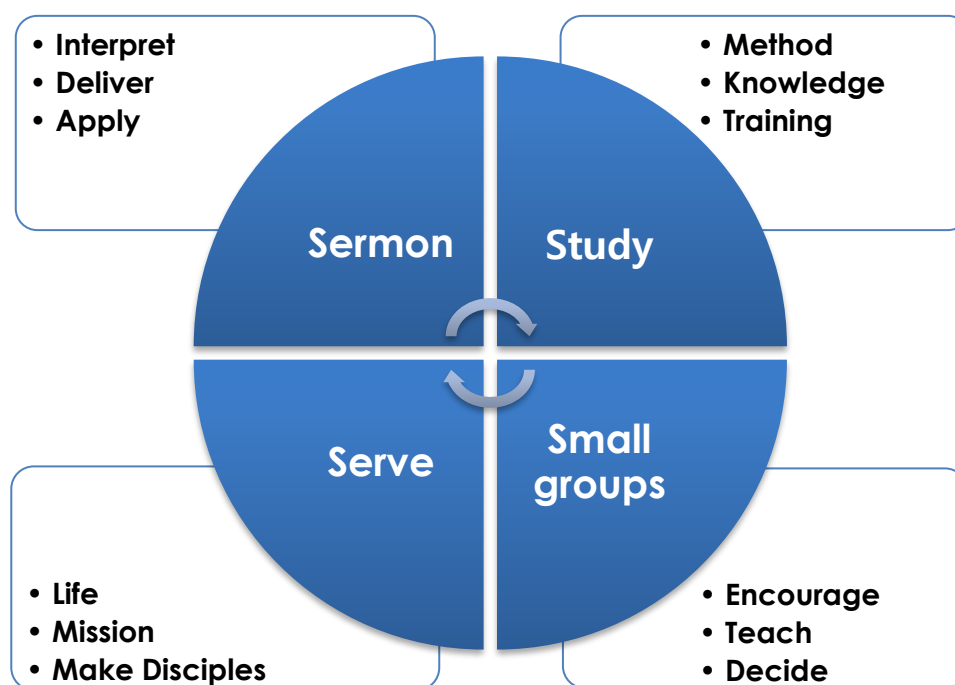 • Interpret
• Deliver
• Apply
• Method
• Knowledge
• Training
Sermon
Study
Serve
Small
groups
• Life
• Mission
• Make Disciples
• Encourage
• Teach
• Decide